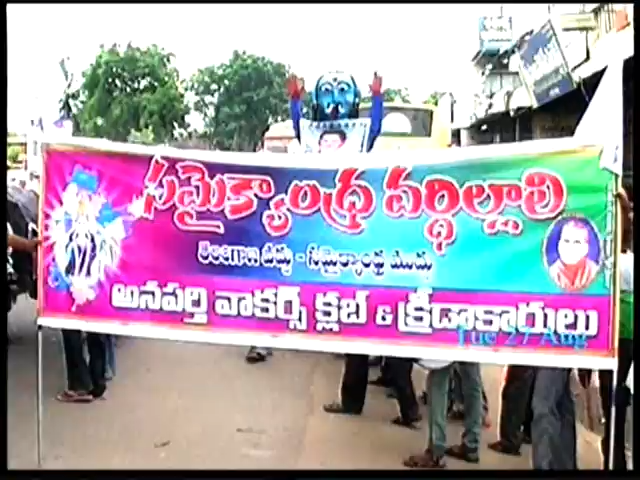 సమైక్యాంధ్ర వర్థిల్లాలి
తెలంగాణ వద్దు - సమైక్యాంధ్ర ముద్దు
అనపర్తి వాకర్స్ క్లబ్ & క్రీడాకారులు
Tue 27 Aug